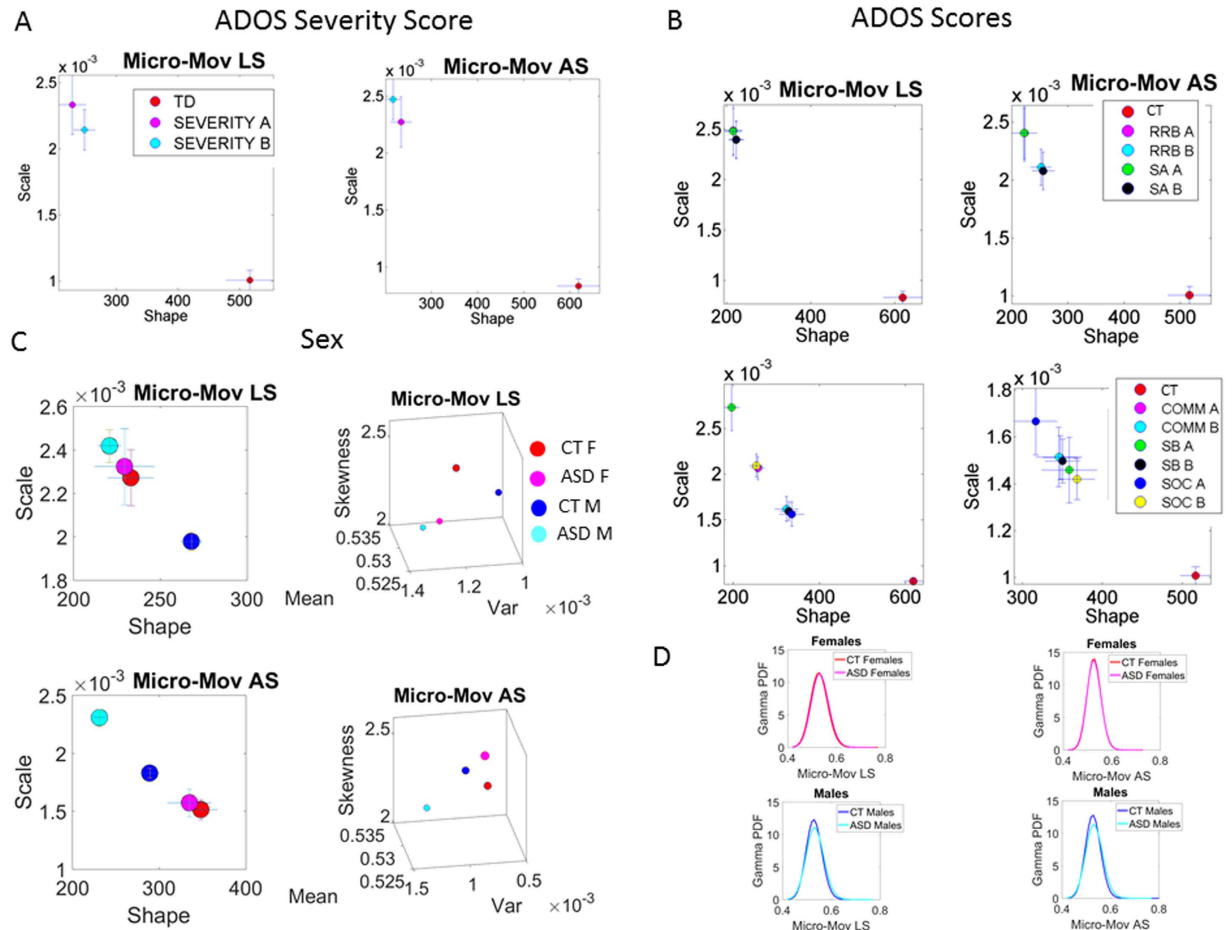 A
ADOS Severity Score
× 10⁻³
Micro-Mov LS
2.5
2
1.5
1
Scale
300
400
500
Shape
TD
SEVERITY A
SEVERITY B
× 10⁻³
Micro-Mov AS
2.5
2
1.5
1
Scale
300
400
500
600
Shape
B
ADOS Scores
x 10⁻³
Micro-Mov LS
2.5
2
1.5
1
Scale
200
400
600
Shape
x 10⁻³
Micro-Mov AS
2.5
2
1.5
1
Scale
200
300
400
500
Shape
CT
RRB A
RRB B
SA A
SA B
x 10⁻³
2.5
2
1.5
1
Scale
200
400
600
Shape
x 10⁻³
1.8
1.6
1.4
1.2
1
Scale
300
400
500
Shape
CT
COMM A
COMM B
SB A
SB B
SOC A
SOC B
C
Sex
×10⁻³
Micro-Mov LS
2.6
2.4
2.2
2
1.8
Scale
200
250
300
Shape
Micro-Mov LS
Skewness
2.5
2
0.535
0.53
0.525
Mean
1.4
1.2
1
Var
×10⁻³
CT F
ASD F
CT M
ASD M
×10⁻³
Micro-Mov AS
2.5
2
1.5
1
Scale
200
300
400
Shape
Micro-Mov AS
Skewness
2.5
2
0.535
0.53
0.525
Mean
1.5
1
0.5
Var
×10⁻³
D
Females
15
10
5
0
Gamma PDF
CT Females
ASD Females
0.4
0.6
0.8
Micro-Mov LS
Females
15
10
5
0
Gamma PDF
CT Females
ASD Females
0.4
0.6
0.8
Micro-Mov AS
Males
15
10
5
0
Gamma PDF
CT Males
ASD Males
0.4
0.6
0.8
Micro-Mov LS
Males
15
10
5
0
Gamma PDF
CT Males
ASD Males
0.4
0.6
0.8
Micro-Mov AS